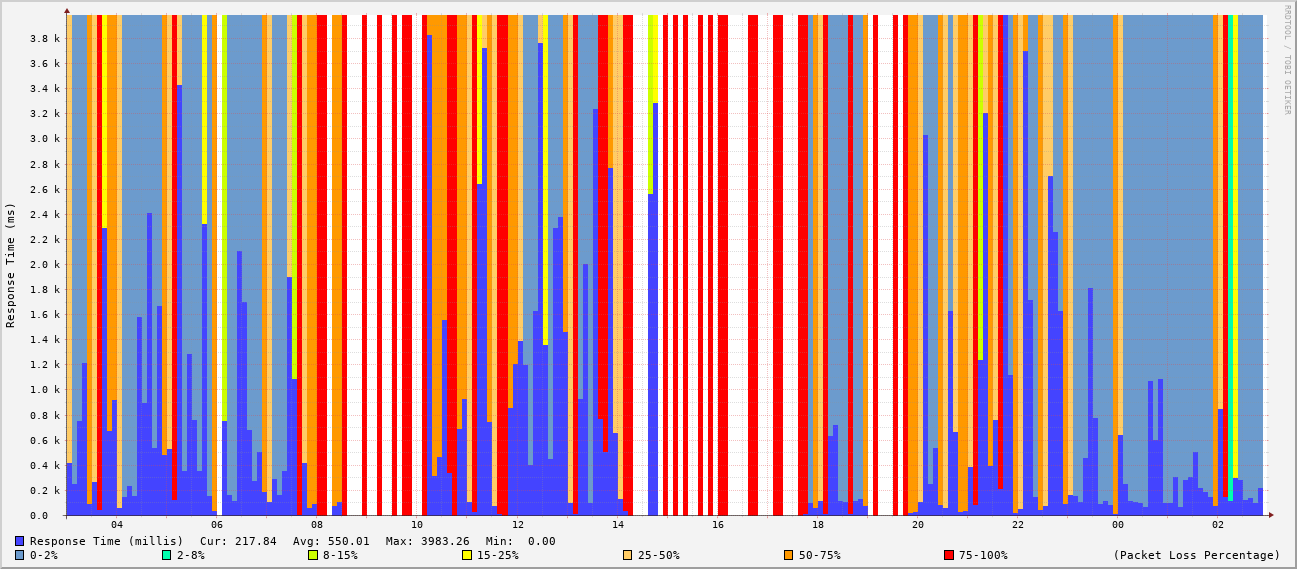 RRDTOOL / TOBI OETIKER
Response Time (ms)
3.8 k
3.6 k
3.4 k
3.2 k
3.0 k
2.8 k
2.6 k
2.4 k
2.2 k
2.0 k
1.8 k
1.6 k
1.4 k
1.2 k
1.0 k
0.8 k
0.6 k
0.4 k
0.2 k
0.0
04 06 08 10 12 14 16 18 20 22 00 02
Response Time (millis) Cur: 217.84 Avg: 550.01 Max: 3983.26 Min: 0.00
0-2% 2-8% 8-15% 15-25% 25-50% 50-75% 75-100% (Packet Loss Percentage)